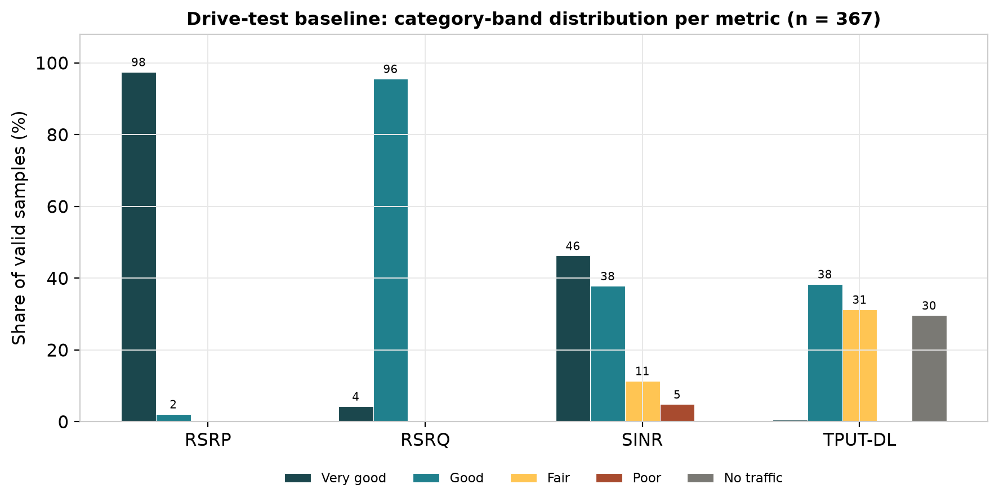 Drive-test baseline: category-band distribution per metric (n = 367)
Share of valid samples (%)
100
80
60
40
20
0
98
2
4
96
46
38
11
5
38
31
30
RSRP
RSRQ
SINR
TPUT-DL
Very good
Good
Fair
Poor
No traffic